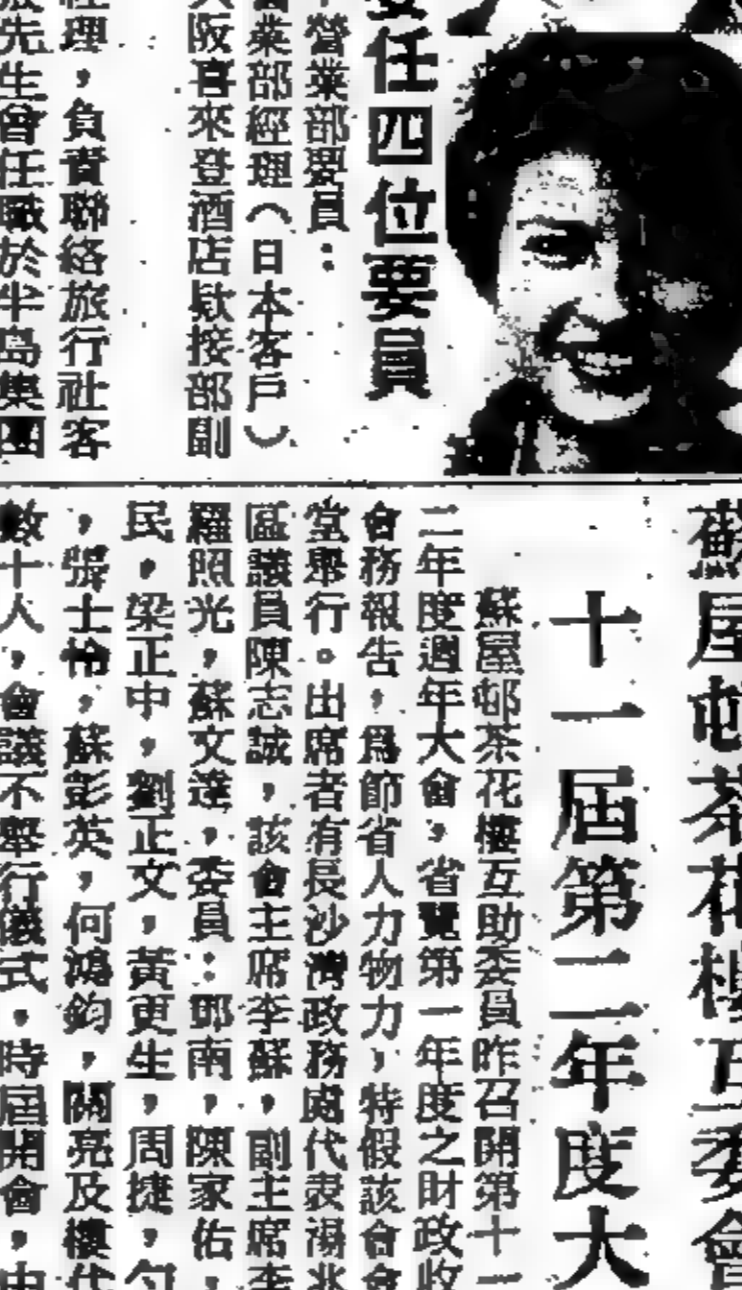 任四位要員
營業部要員：
業部經理（日本客戶）
阪喜來登酒店欵接部副
理，負責聯絡旅行社客
先生曾任職於半島集團
蘇屋邨茶花樓互委會
十一屆第二年度大
蘇屋邨茶花樓互助委員昨召開第十一
二年度週年大會，省覽第一年度之財政收
會務報告，爲節省人力物力，特假該會會
堂舉行。出席者有長沙灣政務處代表湯兆
區議員陳志誠，該會主席李蘇，副主席李
羅照光，蘇文達，委員：鄧南，陳家佑，
民，梁正中，劉正文，黃更生，周捷，勹
，張士怜，蘇彭英，何鴻鈞，關亮及樓代
數十人，會議不舉行儀式，時屆開會，由